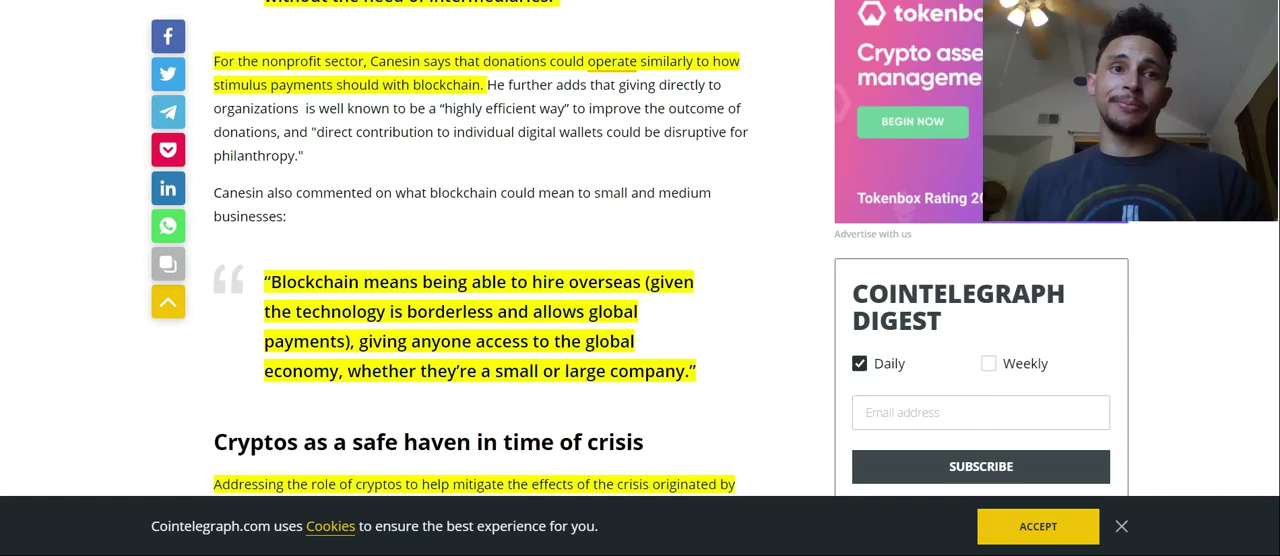 without the need of intermediaries."
For the nonprofit sector, Canesin says that donations could operate similarly to how
stimulus payments should with blockchain. He further adds that giving directly to
organizations is well known to be a “highly efficient way” to improve the outcome of
donations, and "direct contribution to individual digital wallets could be disruptive for
philanthropy."
Canesin also commented on what blockchain could mean to small and medium
businesses:
“Blockchain means being able to hire overseas (given
the technology is borderless and allows global
payments), giving anyone access to the global
economy, whether they’re a small or large company.”
Cryptos as a safe haven in time of crisis
Addressing the role of cryptos to help mitigate the effects of the crisis originated by
tokenbo
Crypto asse
manageme
BEGIN NOW
Tokenbox Rating 20
Advertise with us
COINTELEGRAPH
DIGEST
Daily
Weekly
Email address
SUBSCRIBE
Cointelegraph.com uses Cookies to ensure the best experience for you.
ACCEPT